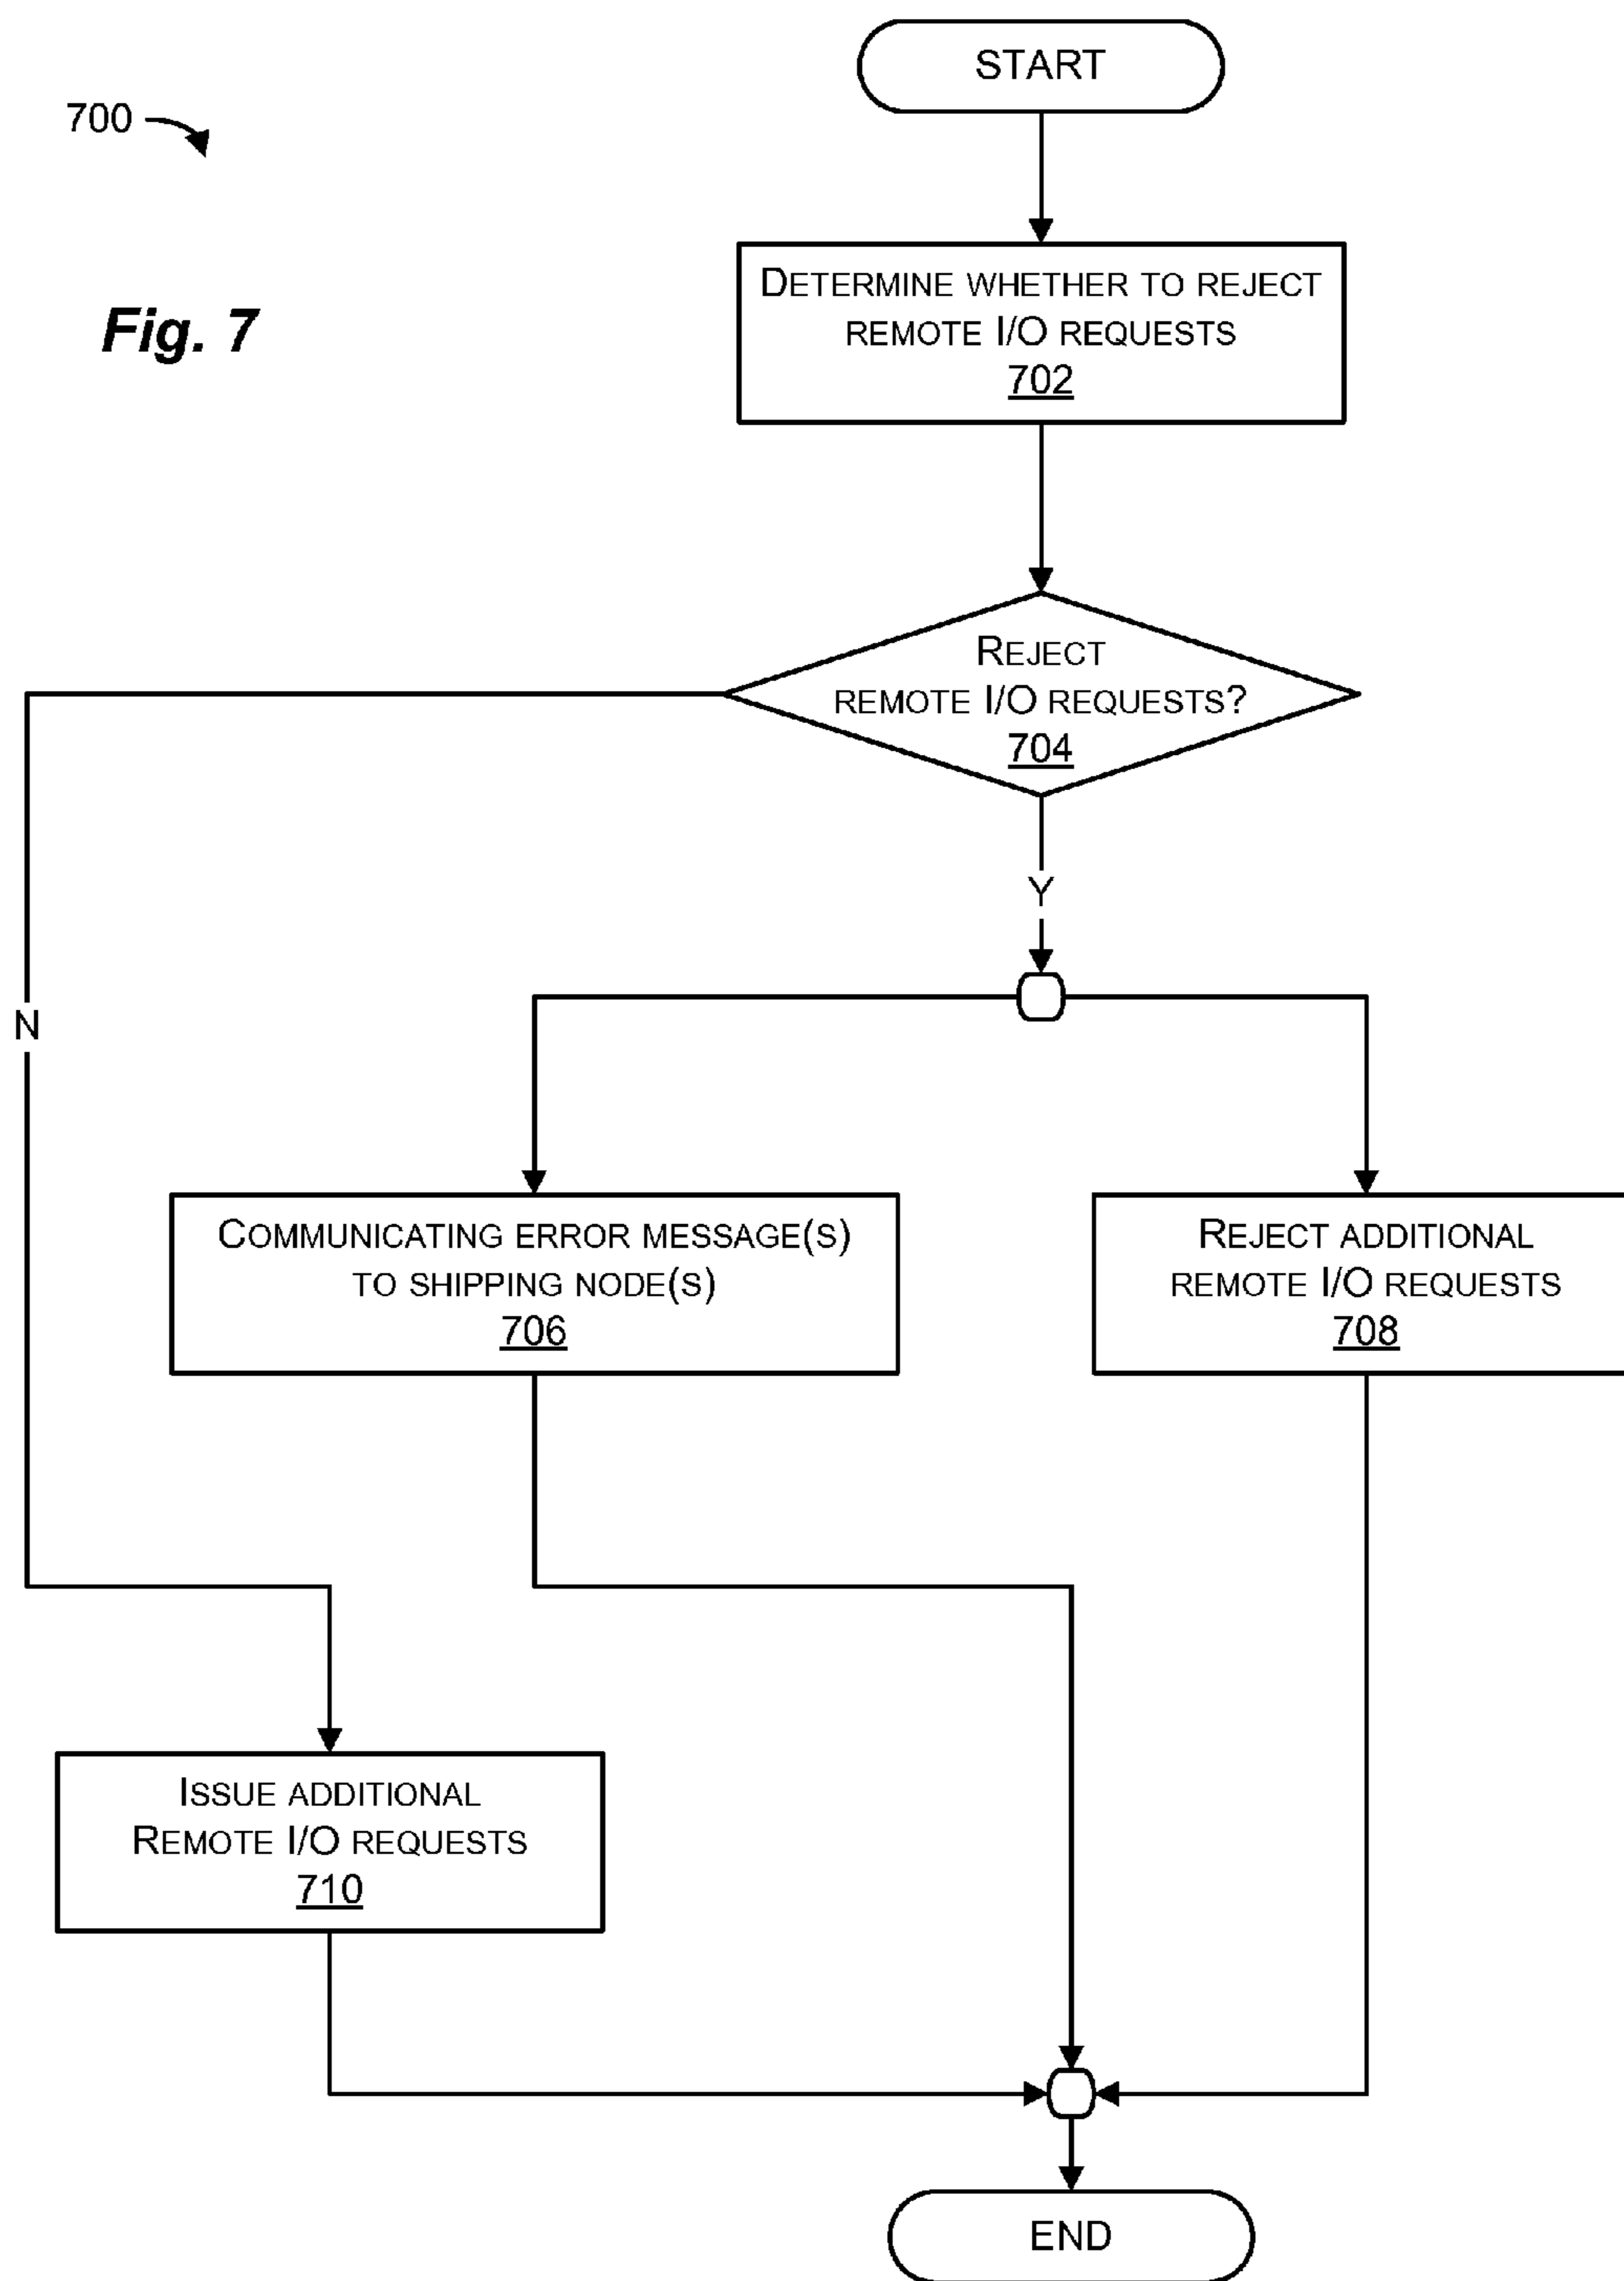 START
700
Fig. 7
DETERMINE WHETHER TO REJECT
REMOTE I/O REQUESTS
702
REJECT
REMOTE I/O REQUESTS?
704
Y
N
COMMUNICATING ERROR MESSAGE(S)
TO SHIPPING NODE(S)
706
REJECT ADDITIONAL
REMOTE I/O REQUESTS
708
ISSUE ADDITIONAL
REMOTE I/O REQUESTS
710
END